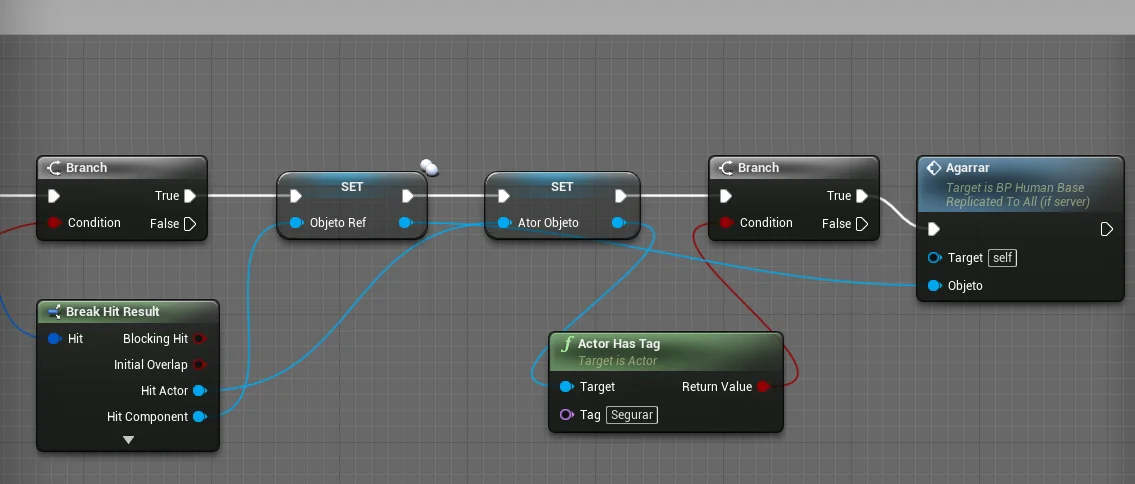 Branch
True
Condition
False
SET
Objeto Ref
SET
Ator Objeto
Branch
True
Condition
False
Agarrar
Target is BP Human Base
Replicated To All (if server)
Target self
Objeto
Break Hit Result
Hit
Blocking Hit
Initial Overlap
Hit Actor
Hit Component
Actor Has Tag
Target is Actor
Target
Return Value
Tag Segurar